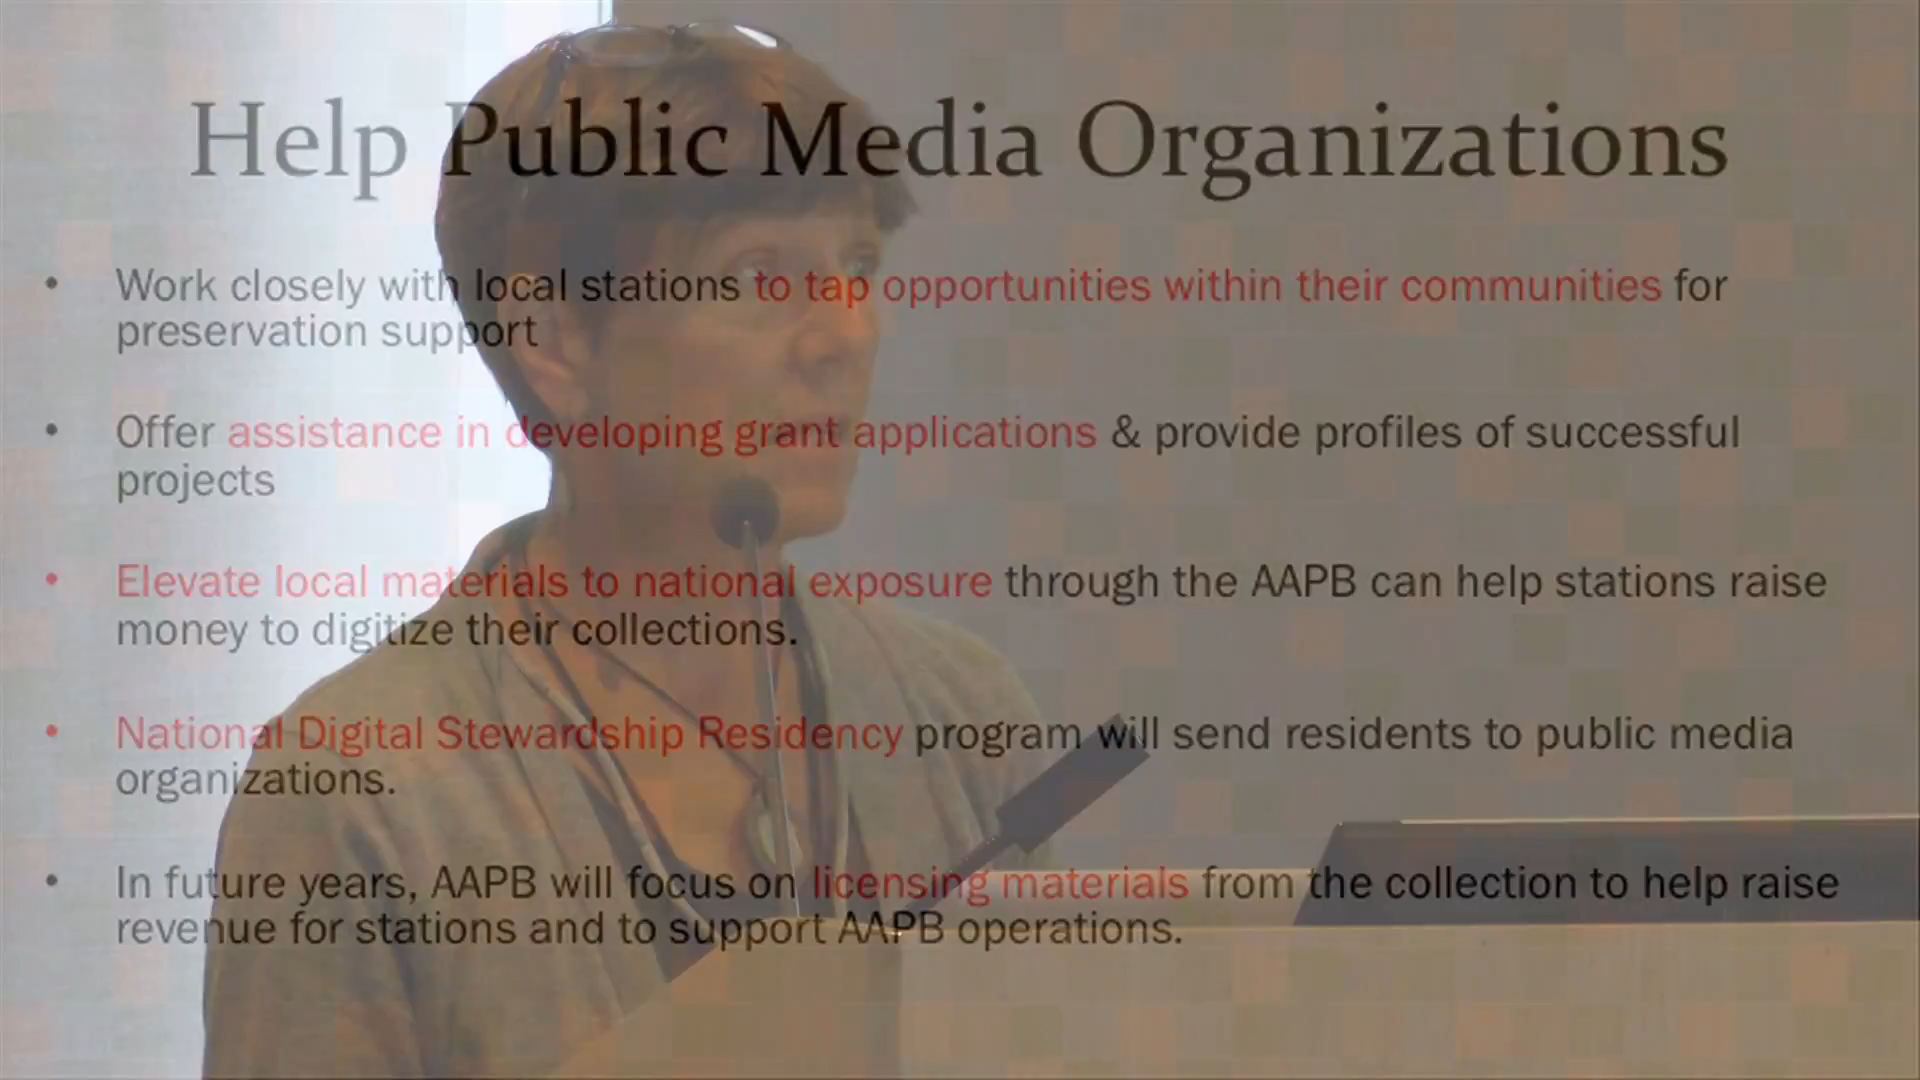 Help Public Media Organizations
• Work closely with local stations to tap opportunities within their communities for
preservation support
• Offer assistance in developing grant applications & provide profiles of successful
projects
• Elevate local materials to national exposure through the AAPB can help stations raise
money to digitize their collections.
• National Digital Stewardship Residency program will send residents to public media
organizations.
• In future years, AAPB will focus on licensing materials from the collection to help raise
revenue for stations and to support AAPB operations.